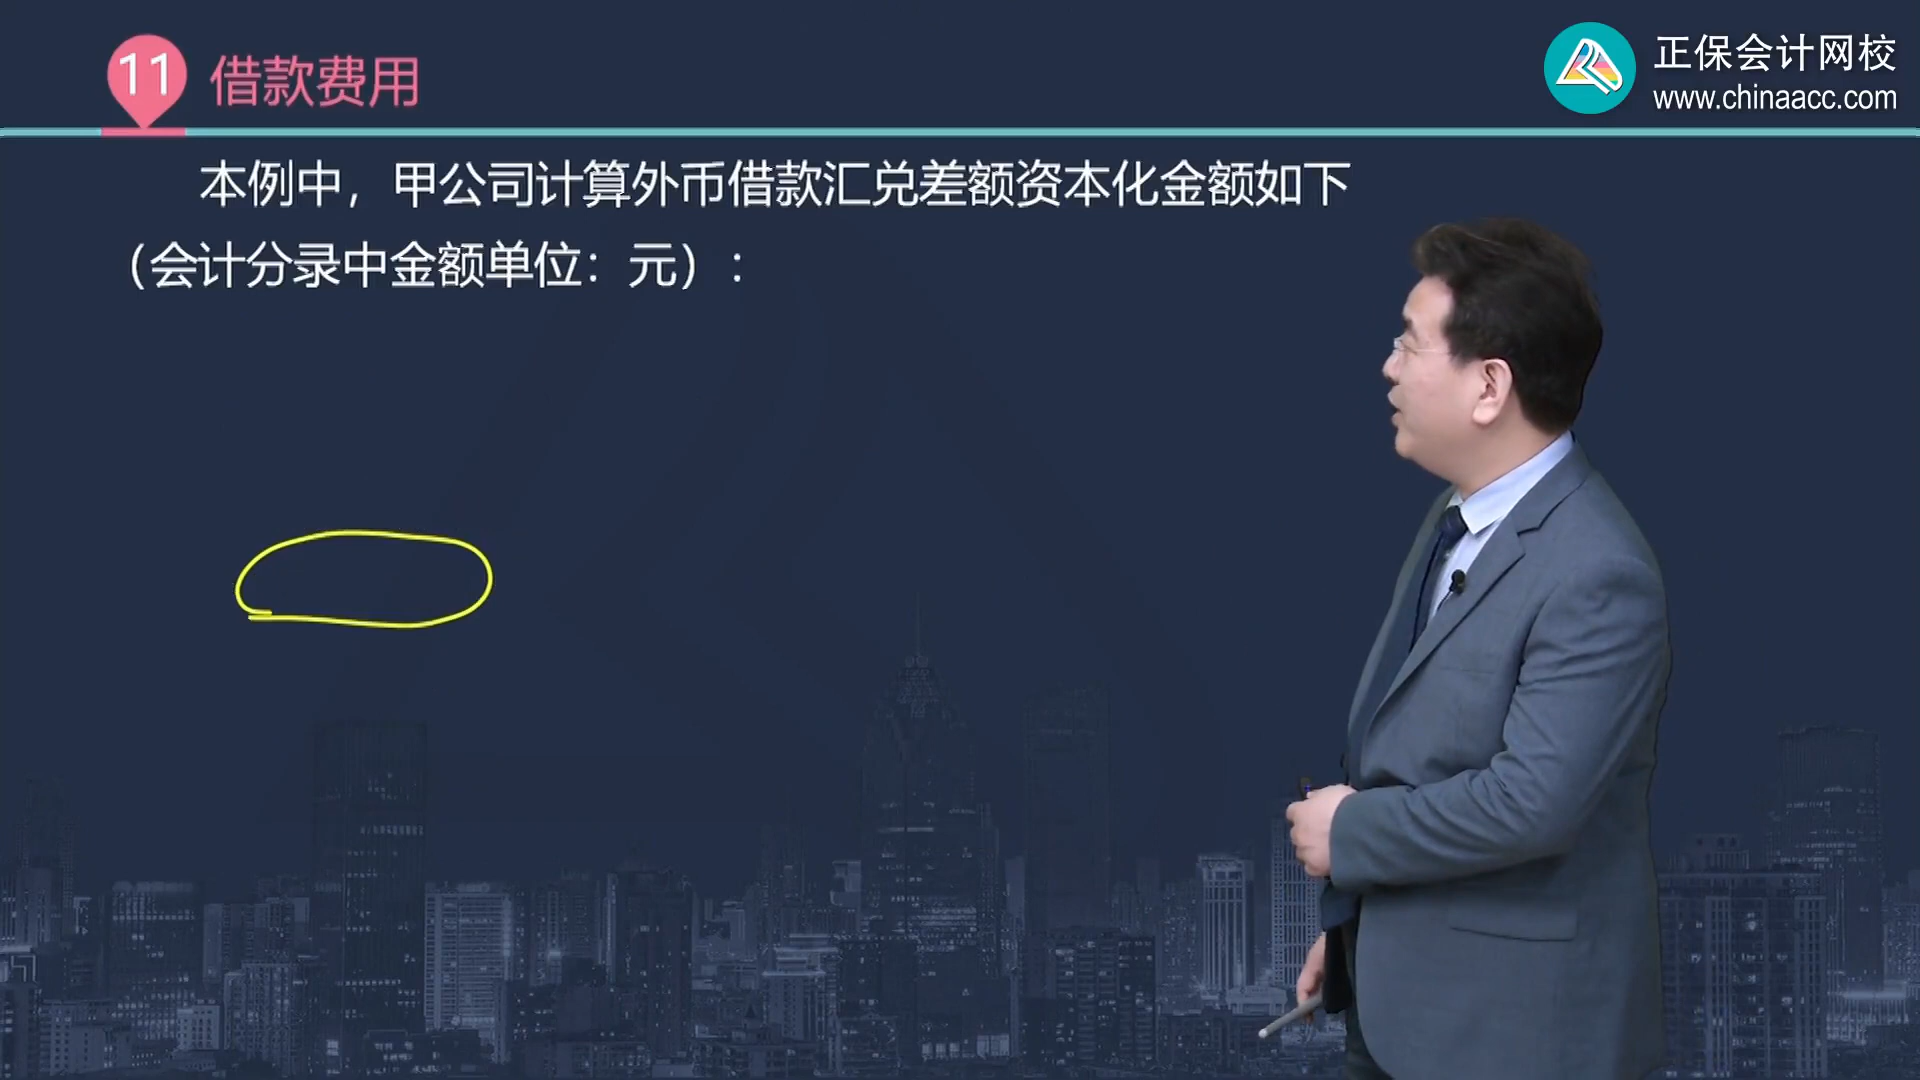 11 借款费用
正保会计网校
www.chinaacc.com
本例中，甲公司计算外币借款汇兑差额资本化金额如下
（会计分录中金额单位：元）：